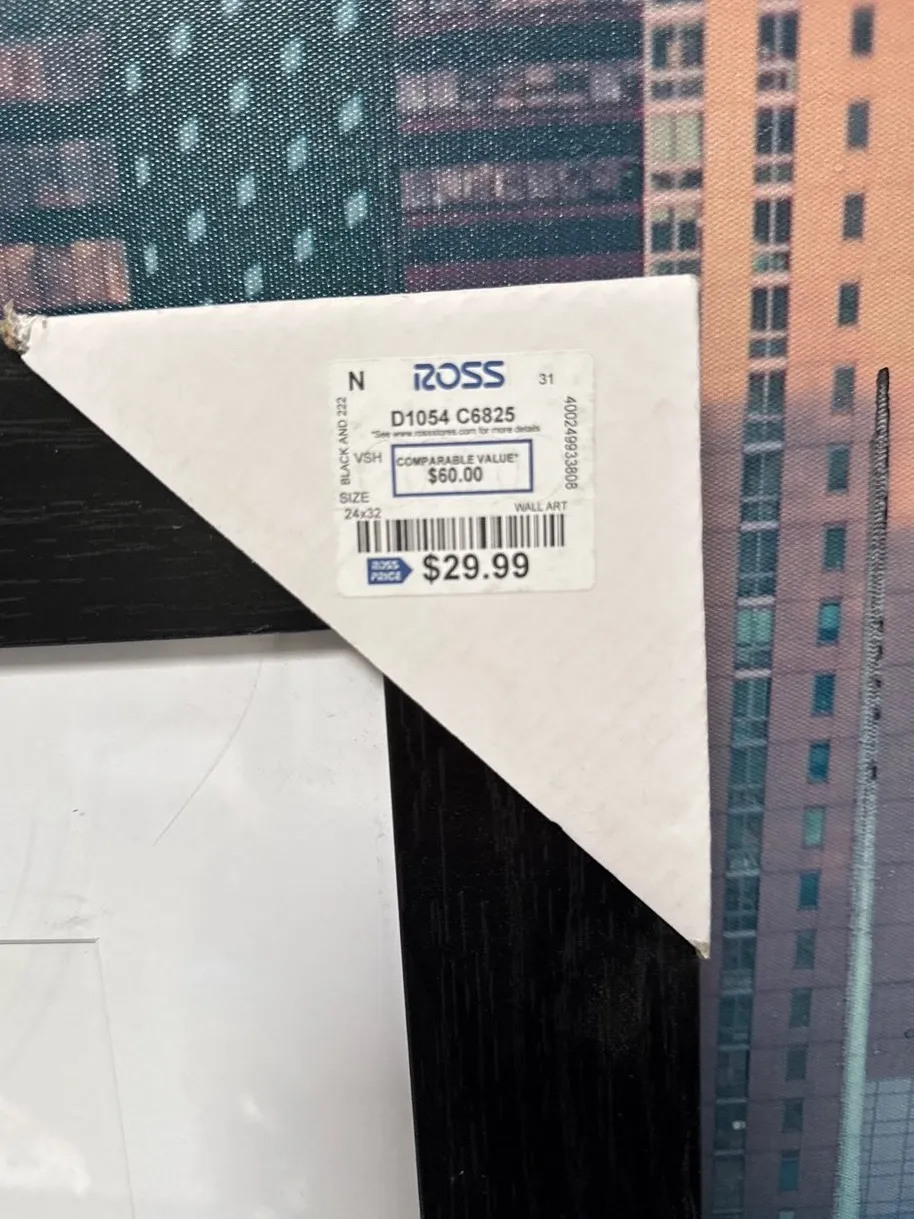 N ROSS 31
D1054 C6825
*See www.rossstores.com for more details
BLACK AND 222
400249933808
VSH
COMPARABLE VALUE*
$60.00
SIZE
24x32
WALL ART
ROSS
PRICE
$29.99